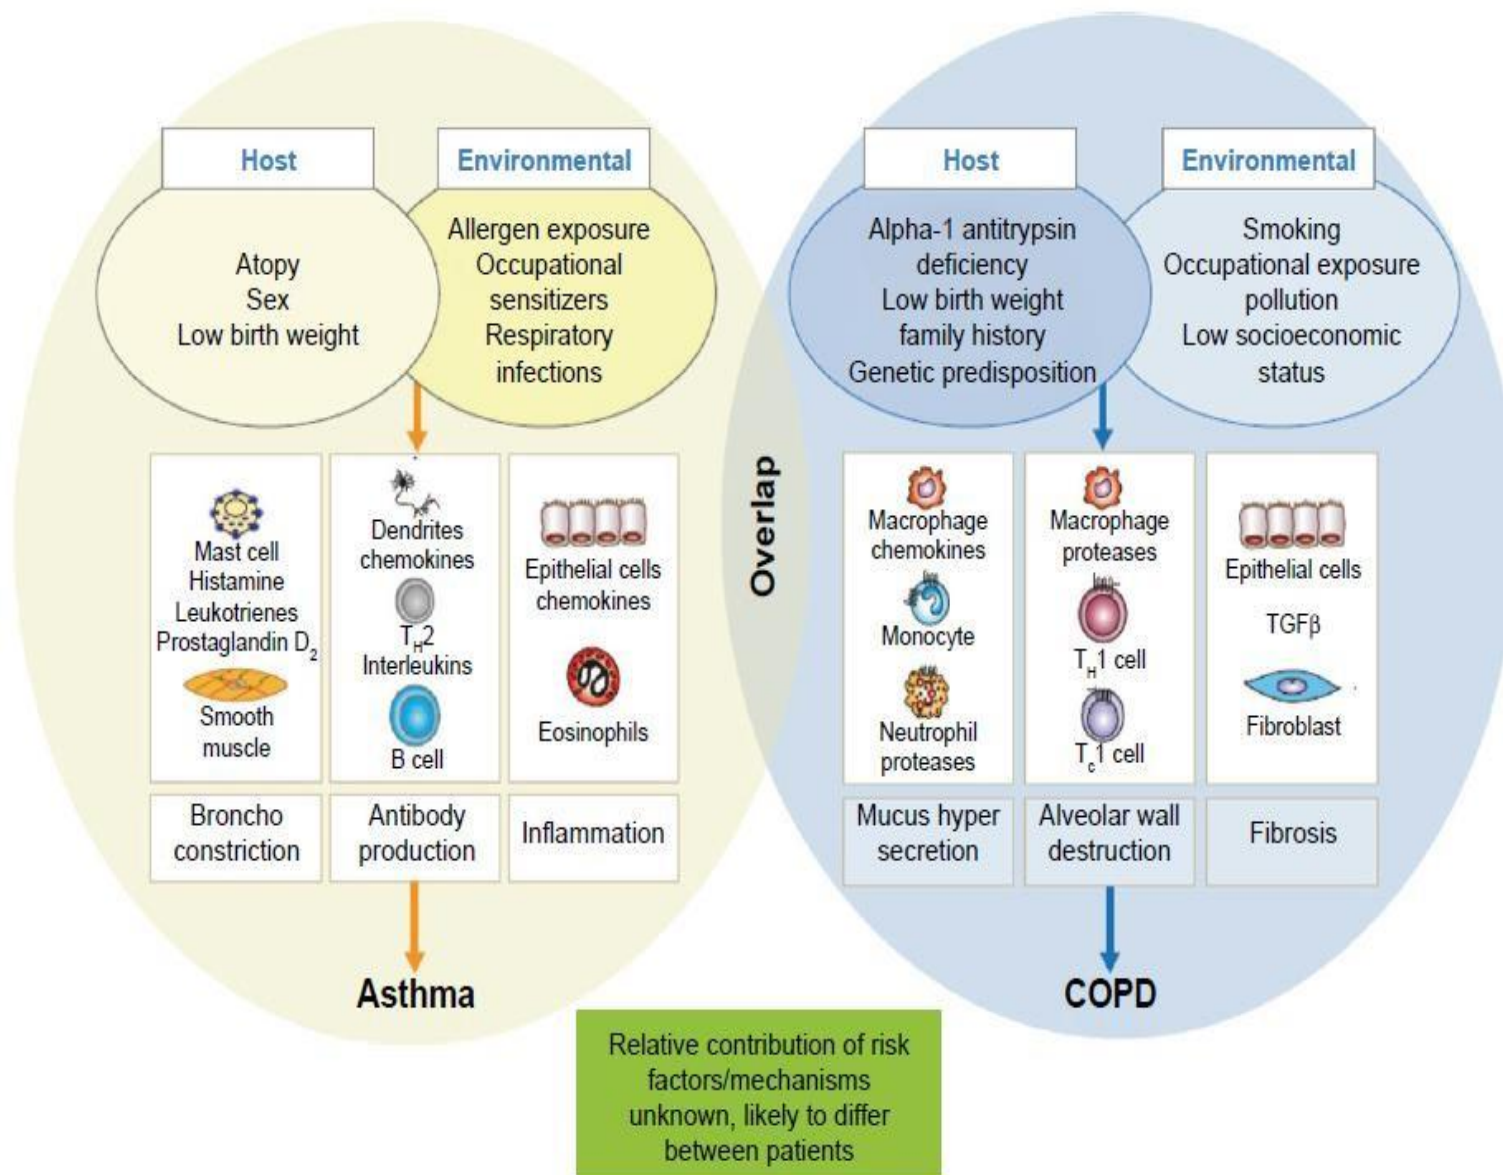 Host
Environmental
Atopy
Sex
Low birth weight
Allergen exposure
Occupational
sensitizers
Respiratory
infections
Mast cell
Histamine
Leukotrienes
Prostaglandin D₂
Smooth
muscle
Broncho
constriction
Dendrites
chemokines
T_H2
Interleukins
B cell
Antibody
production
Epithelial cells
chemokines
Eosinophils
Inflammation
Asthma
Overlap
Host
Environmental
Alpha-1 antitrypsin
deficiency
Low birth weight
family history
Genetic predisposition
Smoking
Occupational exposure
pollution
Low socioeconomic
status
Macrophage
chemokines
Monocyte
Neutrophil
proteases
Mucus hyper
secretion
Macrophage
proteases
T_H1 cell
T_c1 cell
Alveolar wall
destruction
Epithelial cells
TGFβ
Fibroblast
Fibrosis
COPD
Relative contribution of risk
factors/mechanisms
unknown, likely to differ
between patients